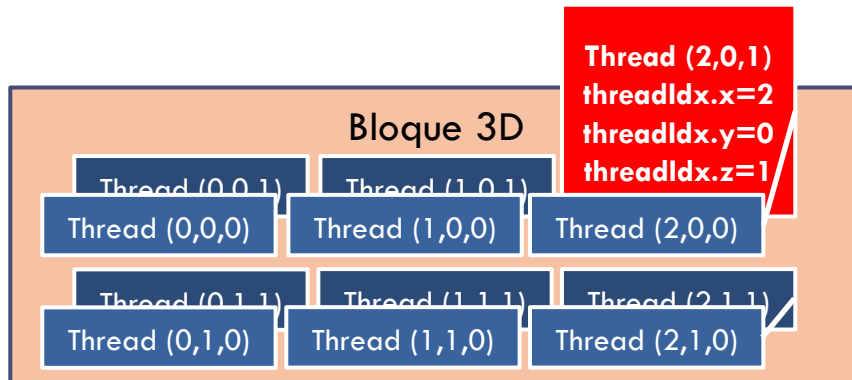 Thread (2,0,1)
threadIdx.x=2
threadIdx.y=0
threadIdx.z=1
Bloque 3D
Thread (0,0,1)
Thread (1,0,1)
Thread (0,0,0)
Thread (1,0,0)
Thread (2,0,0)
Thread (0,1,1)
Thread (1,1,1)
Thread (2,1,1)
Thread (0,1,0)
Thread (1,1,0)
Thread (2,1,0)